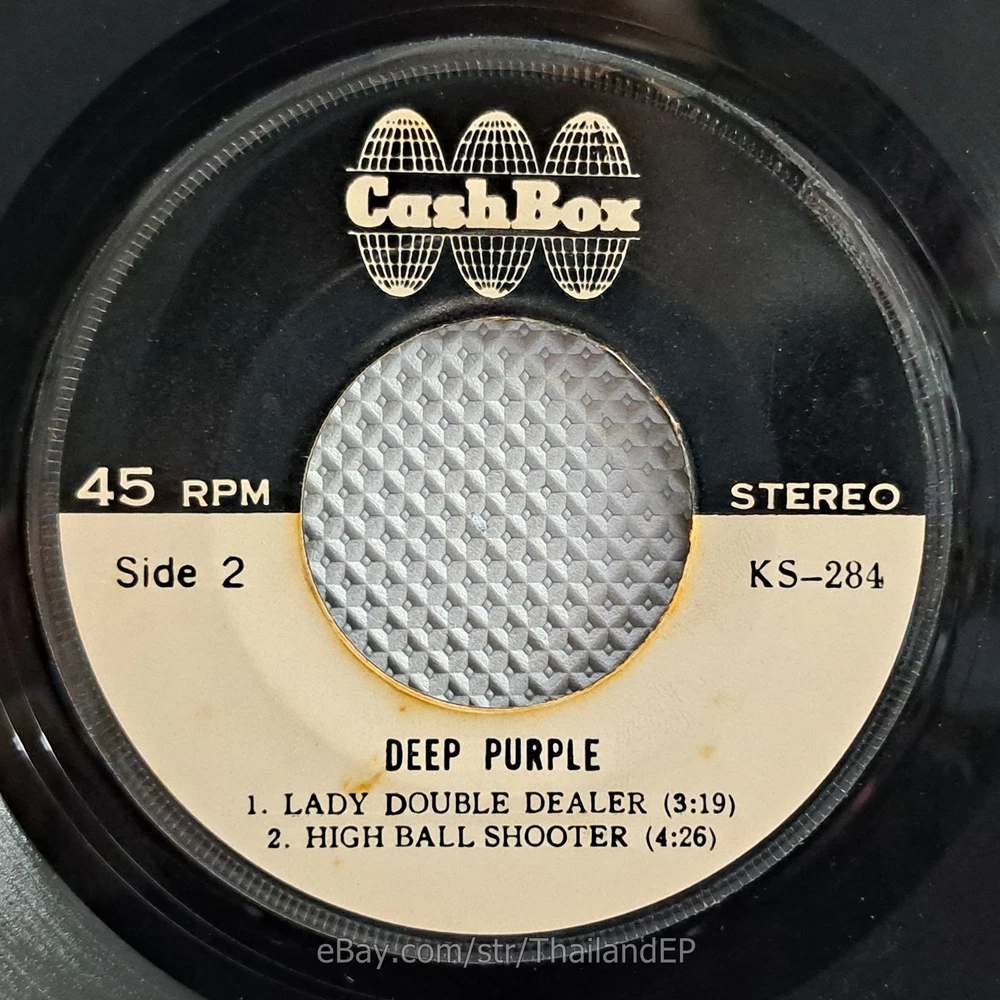 CashBox
45 RPM
STEREO
Side 2
KS-284
DEEP PURPLE
1. LADY DOUBLE DEALER (3:19)
2. HIGH BALL SHOOTER (4:26)
eBay.com/str/ThailandEP